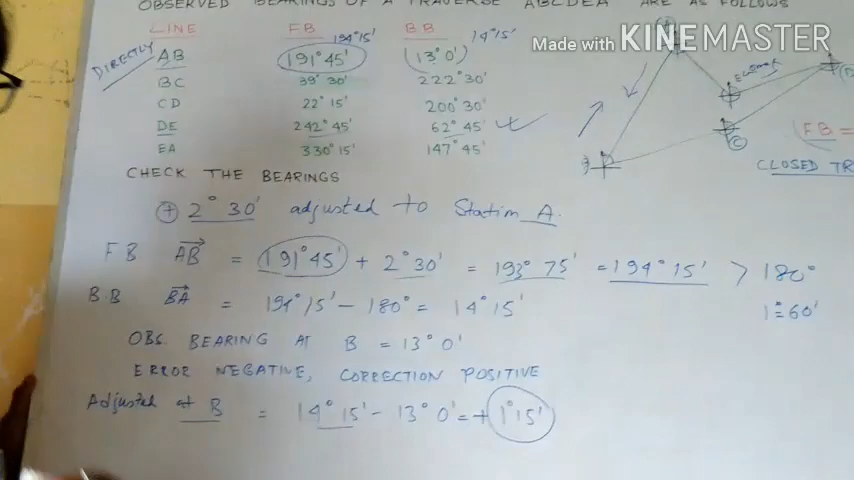 OBSERVED BEARINGS OF A TRAVERSE ABCDEA ARE AS FOLLOWS
LINE FB BB
194°15' 14°15'
DIRECTLY AB 191°45' (13°0')
BC 39° 30' 222°30'
CD 22° 15' 200°30'
DE 242°45' 62°45'
EA 330°15' 147°45'
Made with KINEMASTER
B C
FB =
CLOSED TR
CHECK THE BEARINGS
+ 2° 30' adjusted to Station A.
FB AB = 191°45' + 2°30' = 193°75' = 194°15' > 180°
B.B BA = 194°15' - 180° = 14°15'
1° = 60'
OBS. BEARING AT B = 13°0'
ERROR NEGATIVE, CORRECTION POSITIVE
Adjusted at B = 14°15' - 13°0' = + 1°15'